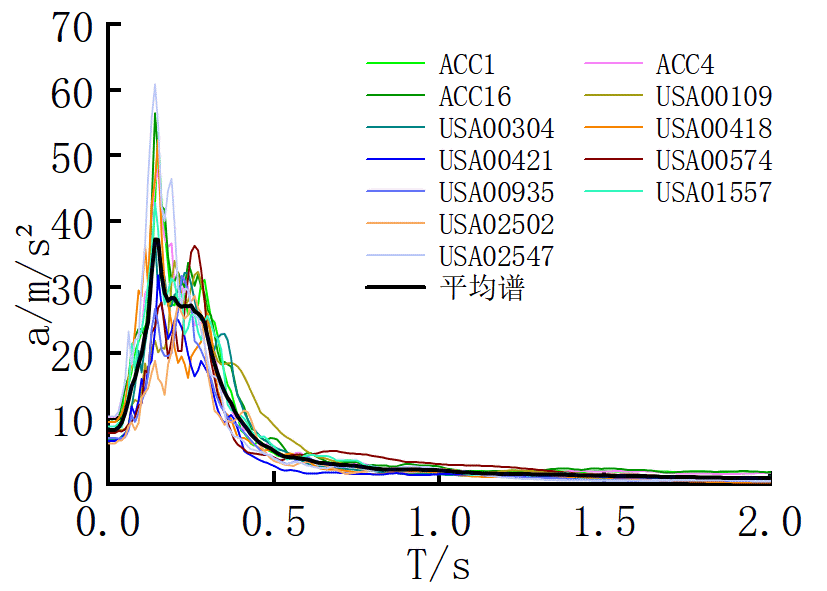 70
60
50
40
30
20
10
0
a/m/s²
ACC1
ACC4
ACC16
USA00109
USA00304
USA00418
USA00421
USA00574
USA00935
USA01557
USA02502
USA02547
平均谱
0.0
0.5
1.0
1.5
2.0
T/s